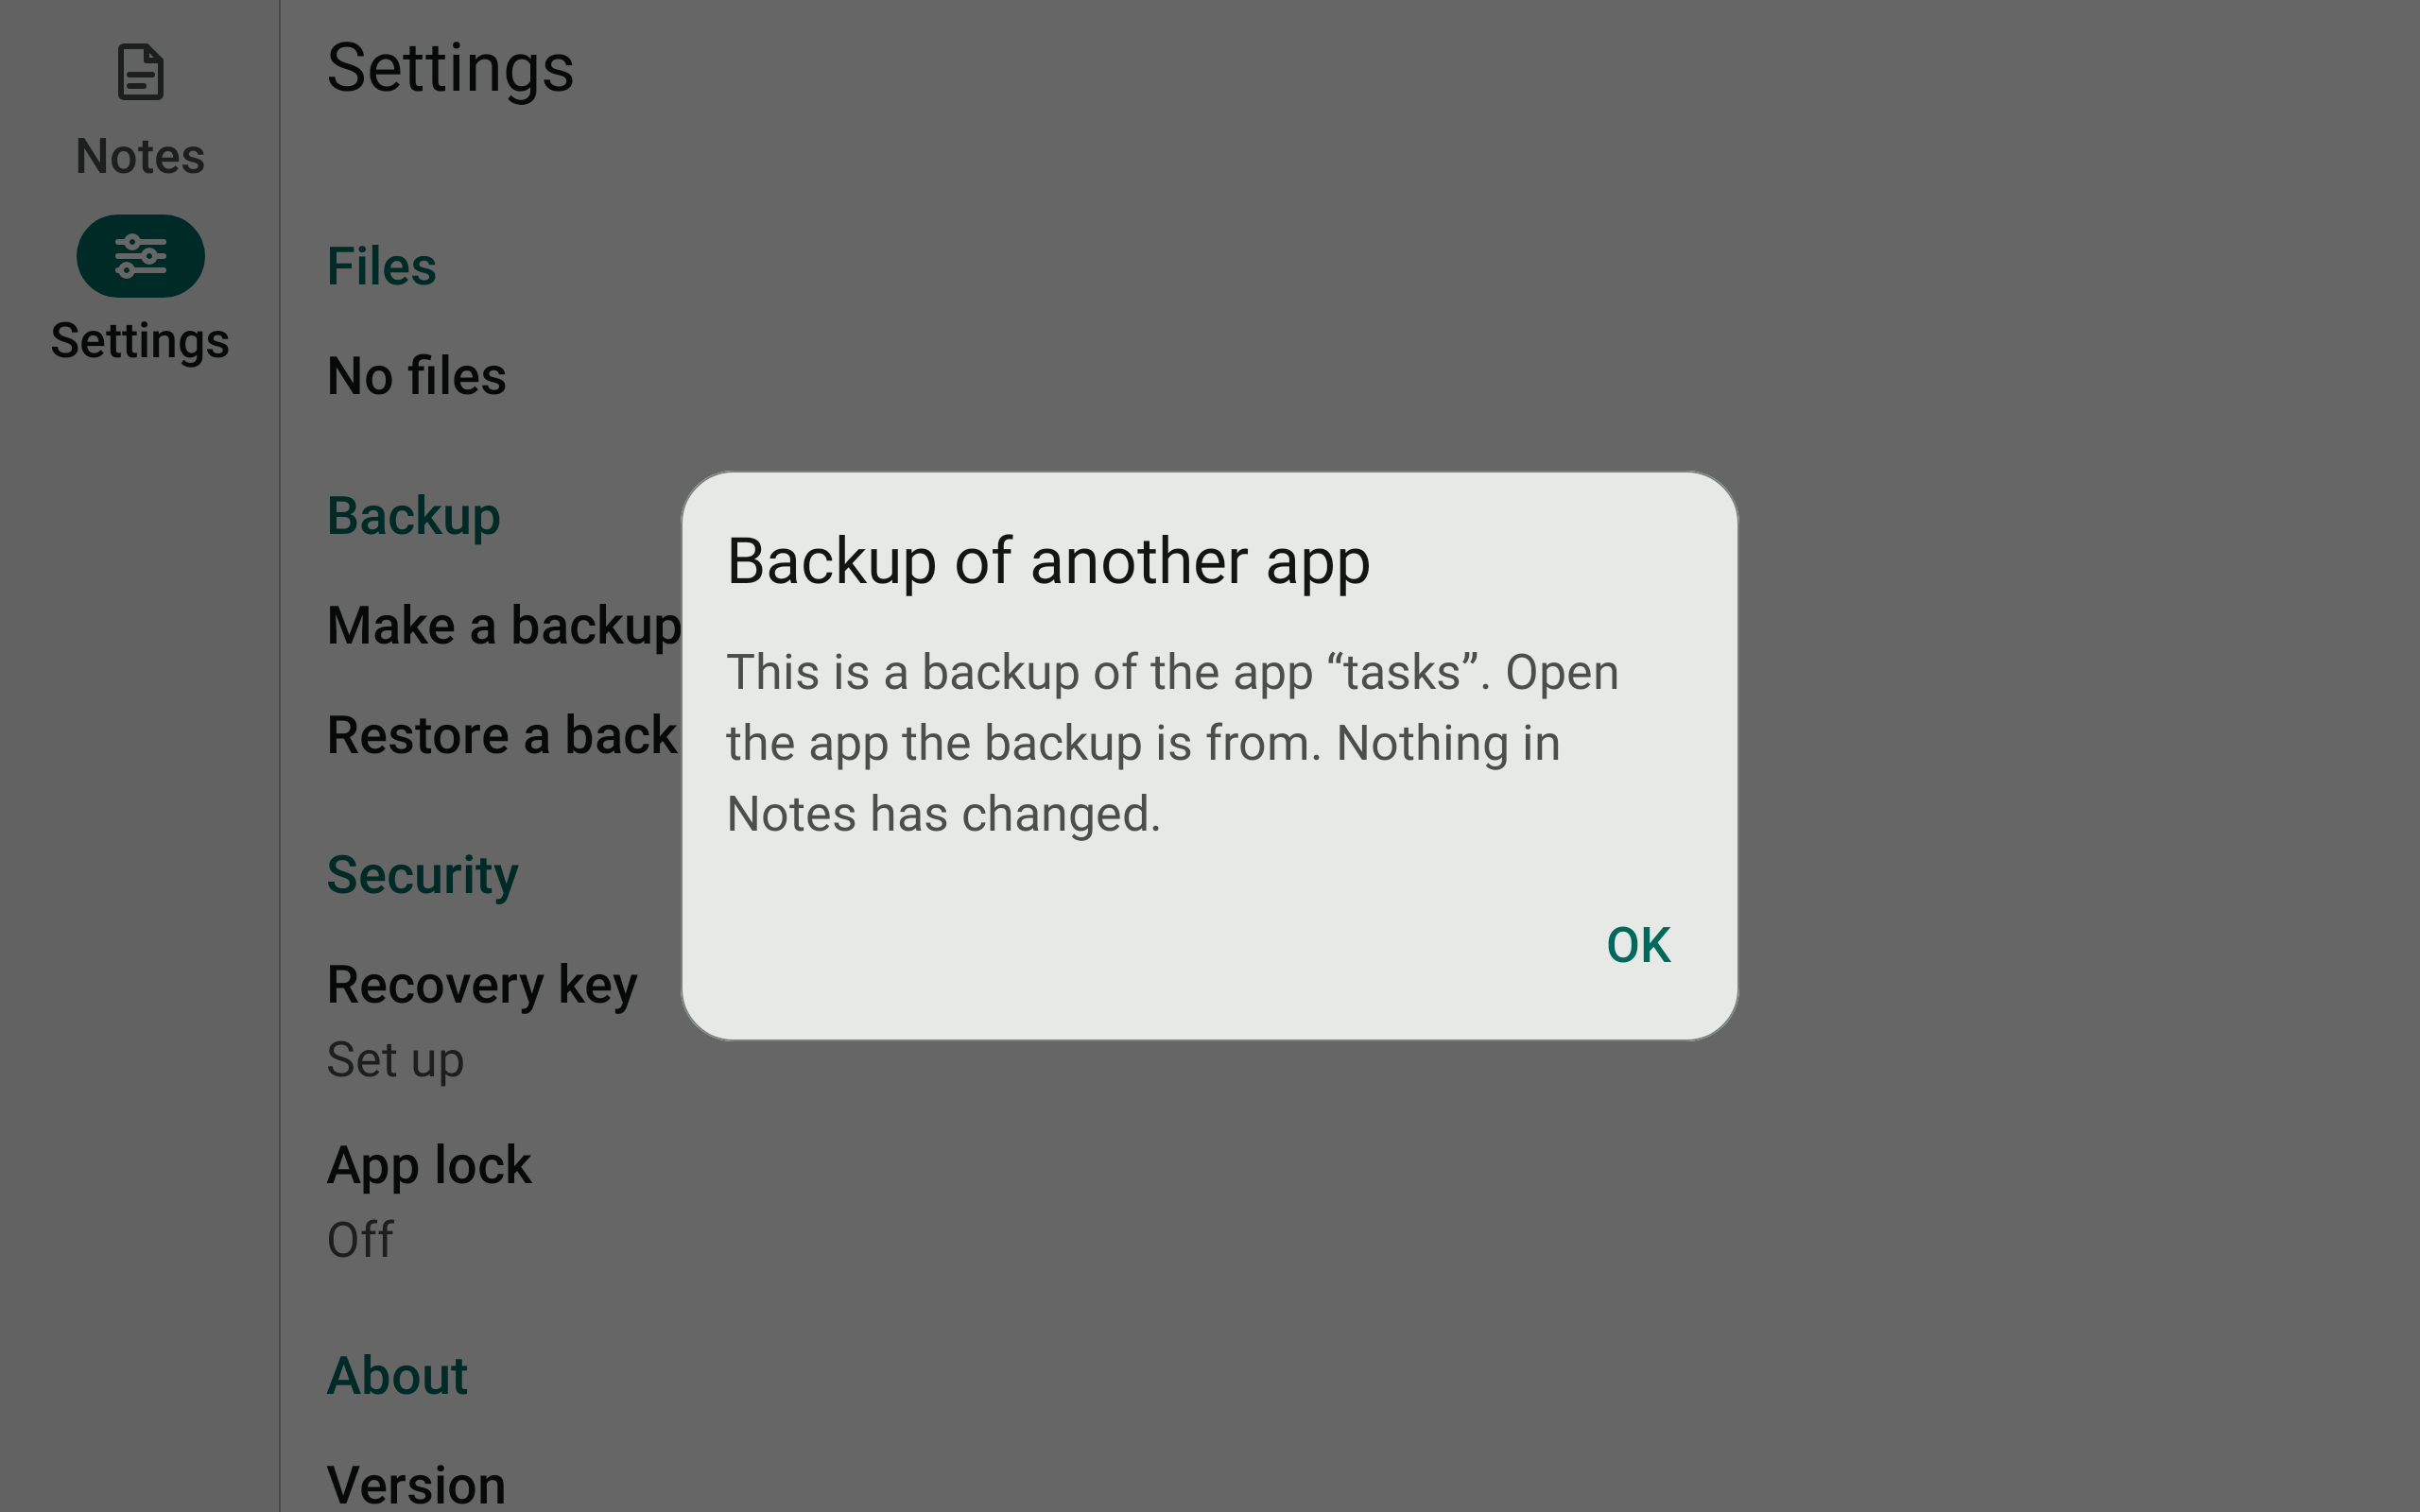 Notes
Settings
Settings
Files
No files
Backup
Make a backup
Restore a back
Security
Recovery key
Set up
App lock
Off
About
Version
Backup of another app
This is a backup of the app “tasks”. Open
the app the backup is from. Nothing in
Notes has changed.
OK